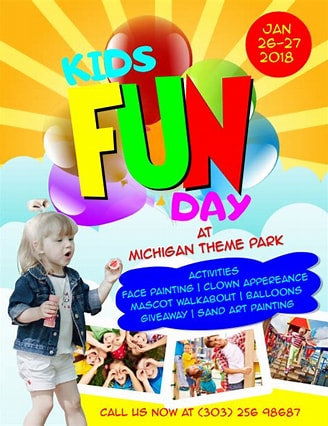 JAN
26-27
2018
KIDS
FUN
DAY
AT
MICHIGAN THEME PARK
ACTIVITIES
FACE PAINTING | CLOWN APPEREANCE
MASCOT WALKABOUT | BALLOONS
GIVEAWAY | SAND ART PAINTING
CALL US NOW AT (303) 256 98687